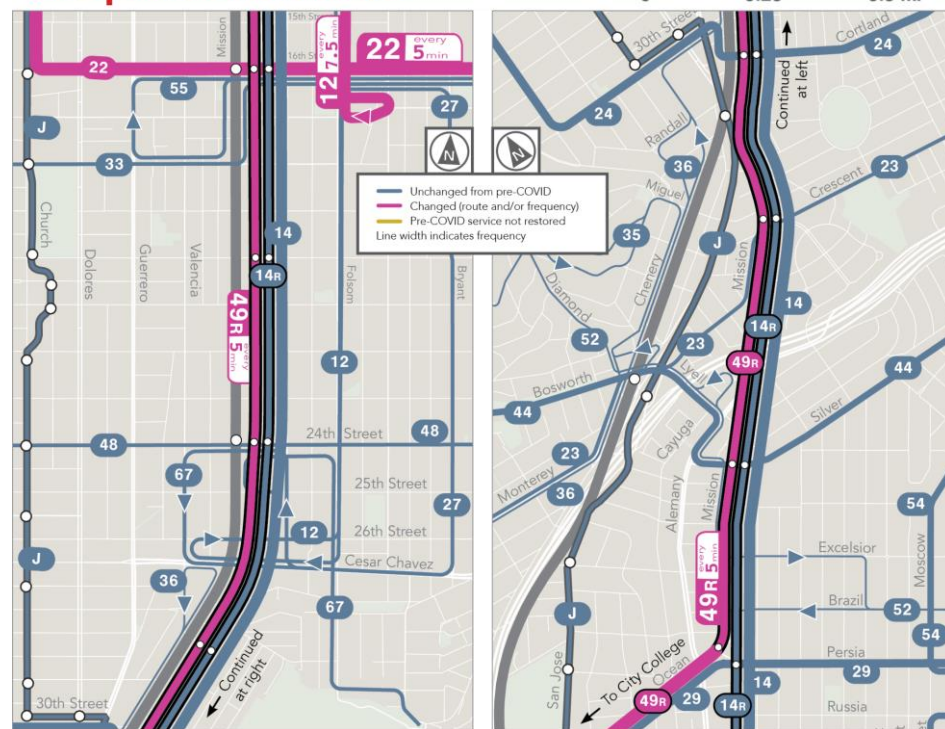 Mission
15th Street
16th St
every
7.5
min
12
22
every
5
min
22
55
27
J
33
14
Church
Dolores
Guerrero
Valencia
14R
Folsom
Bryant
49R
every
5
min
12
48
24th Street
48
67
25th Street
27
12
26th Street
Cesar Chavez
J
36
67
Continued
at right
30th Street
N
N
Unchanged from pre-COVID
Changed (route and/or frequency)
Pre-COVID service not restored
Line width indicates frequency
30th Street
Cortland
24
Continued
at left
24
Randall
36
23
Crescent
Miguel
35
J
Mission
Chenery
Diamond
14
14R
52
23
49R
Lyell
Bosworth
44
44
Silver
Cayuga
23
Monterey
36
Alemany
Mission
54
every
5
min
49R
Excelsior
Moscow
Brazil
52
J
54
Persia
To City College
Ocean
14
29
San Jose
49R
29
14R
Russia